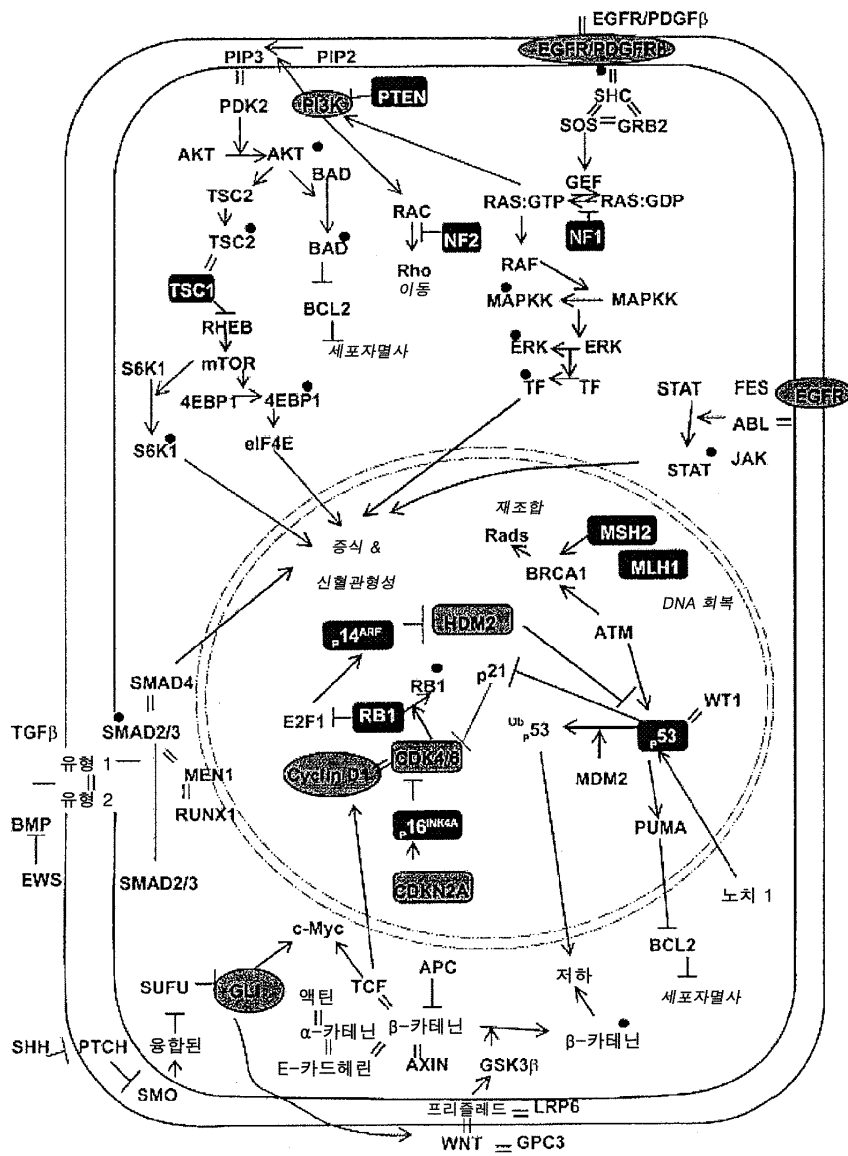 EGFR/PDGFβ
EGFR/PDGFRβ
PIP3
PIP2
PI3K
PTEN
SHC
SOS
GRB2
PDK2
AKT
AKT
BAD
GEF
TSC2
RAC
RAS:GTP
RAS:GDP
TSC2
BAD
NF2
NF1
RAF
Rho
이동
TSC1
BCL2
MAPKK
MAPKK
RHEB
세포자멸사
ERK
ERK
S6K1
mTOR
4EBP1
4EBP1
TF
TF
STAT
FES
EGFR
ABL
S6K1
eIF4E
STAT
JAK
재조합
Rads
MSH2
증식 &
신혈관형성
BRCA1
MLH1
DNA 회복
p14ARF
HDM2
ATM
SMAD4
RB1
p21
WT1
E2F1
RB1
Ub p53
p53
TGFβ
SMAD2/3
유형 1
MEN1
Cyclin D1
CDK4/6
MDM2
유형 2
RUNX1
BMP
p16INK4A
PUMA
EWS
SMAD2/3
CDKN2A
노치 1
c-Myc
BCL2
APC
SUFU
GLI
TCF
저하
세포자멸사
액틴
α-카테닌
β-카테닌
β-카테닌
SHH
PTCH
융합된
E-카드헤린
AXIN
GSK3β
SMO
프리즐레드
LRP6
WNT
GPC3